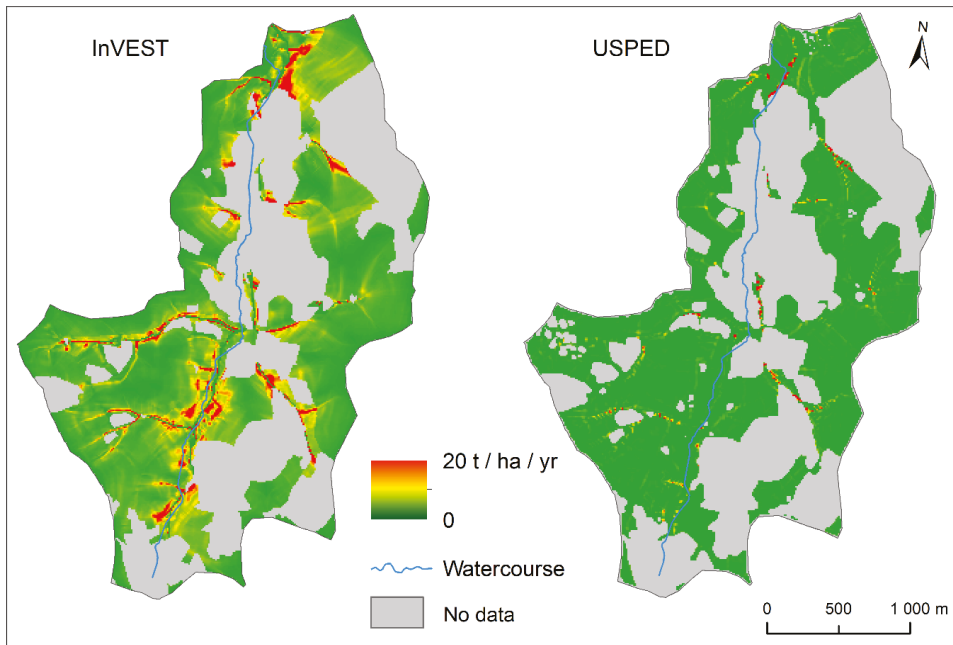 InVEST
USPED
N
20 t / ha / yr
0
Watercourse
No data
0 500 1 000 m